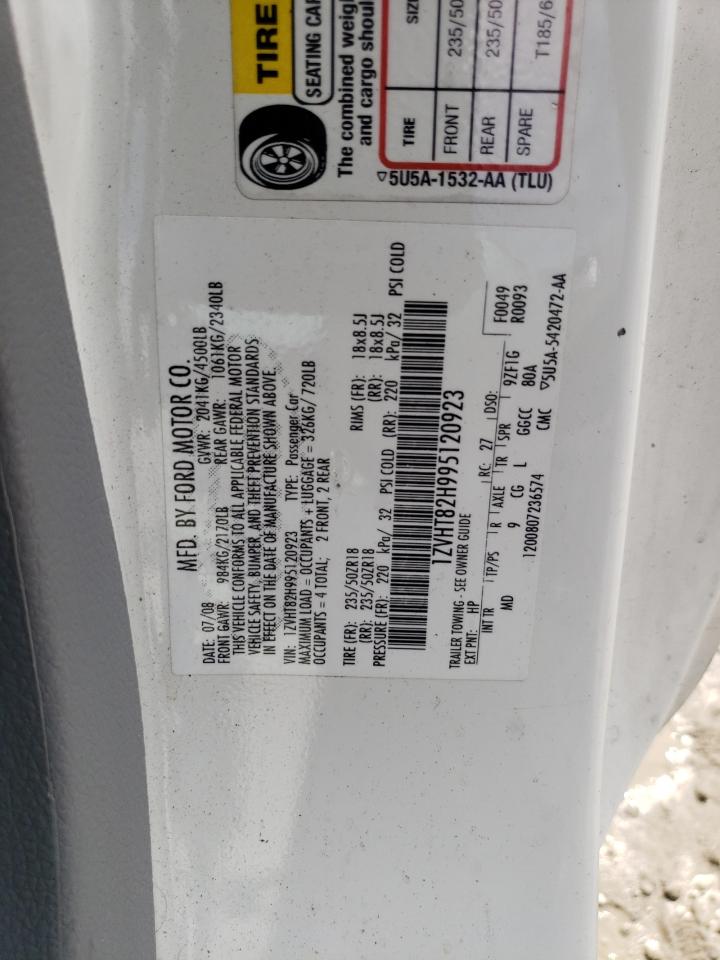 TIRE
SEATING CAP
The combined weigh
and cargo shoul
TIRE SIZ
FRONT 235/50
REAR 235/50
SPARE T185/6
▽5U5A-1532-AA (TLU)
MFD. BY FORD MOTOR CO.
DATE: 07/08 GVWR: 2041KG/4500LB
FRONT GAWR: 984KG/2170LB REAR GAWR: 1061KG/2340LB
THIS VEHICLE CONFORMS TO ALL APPLICABLE FEDERAL MOTOR
VEHICLE SAFETY, BUMPER, AND THEFT PREVENTION STANDARDS
IN EFFECT ON THE DATE OF MANUFACTURE SHOWN ABOVE.
VIN: 1ZVHT82H995120923 TYPE: Passenger Car
MAXIMUM LOAD = OCCUPANTS + LUGGAGE = 326KG/ 720LB
OCCUPANTS = 4 TOTAL; 2 FRONT, 2 REAR
TIRE (FR): 235/50ZR18 RIMS (FR): 18x8.5J
(RR): 235/50ZR18 (RR): 18x8.5J
PRESSURE (FR): 220 kPa/ 32 PSI COLD (RR): 220 kPa/ 32 PSI COLD
1ZVHT82H995120923
TRAILER TOWING - SEE OWNER GUIDE
EXT PNT: HP RC: 27 DSO: F0049
INT TR TP/PS R AXLE TR SPR R0093
MD 9 CG L GGCC 9ZF1G
CMC 80A
1200807236574 ▽5U5A-5420472-AA